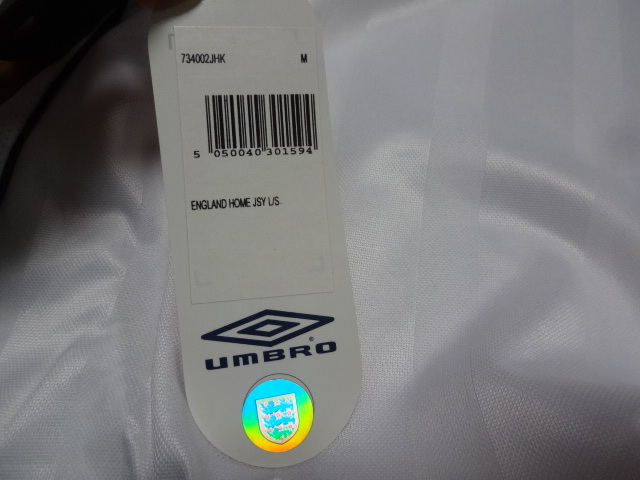 734002JHK M
5 050040 301594
ENGLAND HOME JSY L/S
UMBRO®